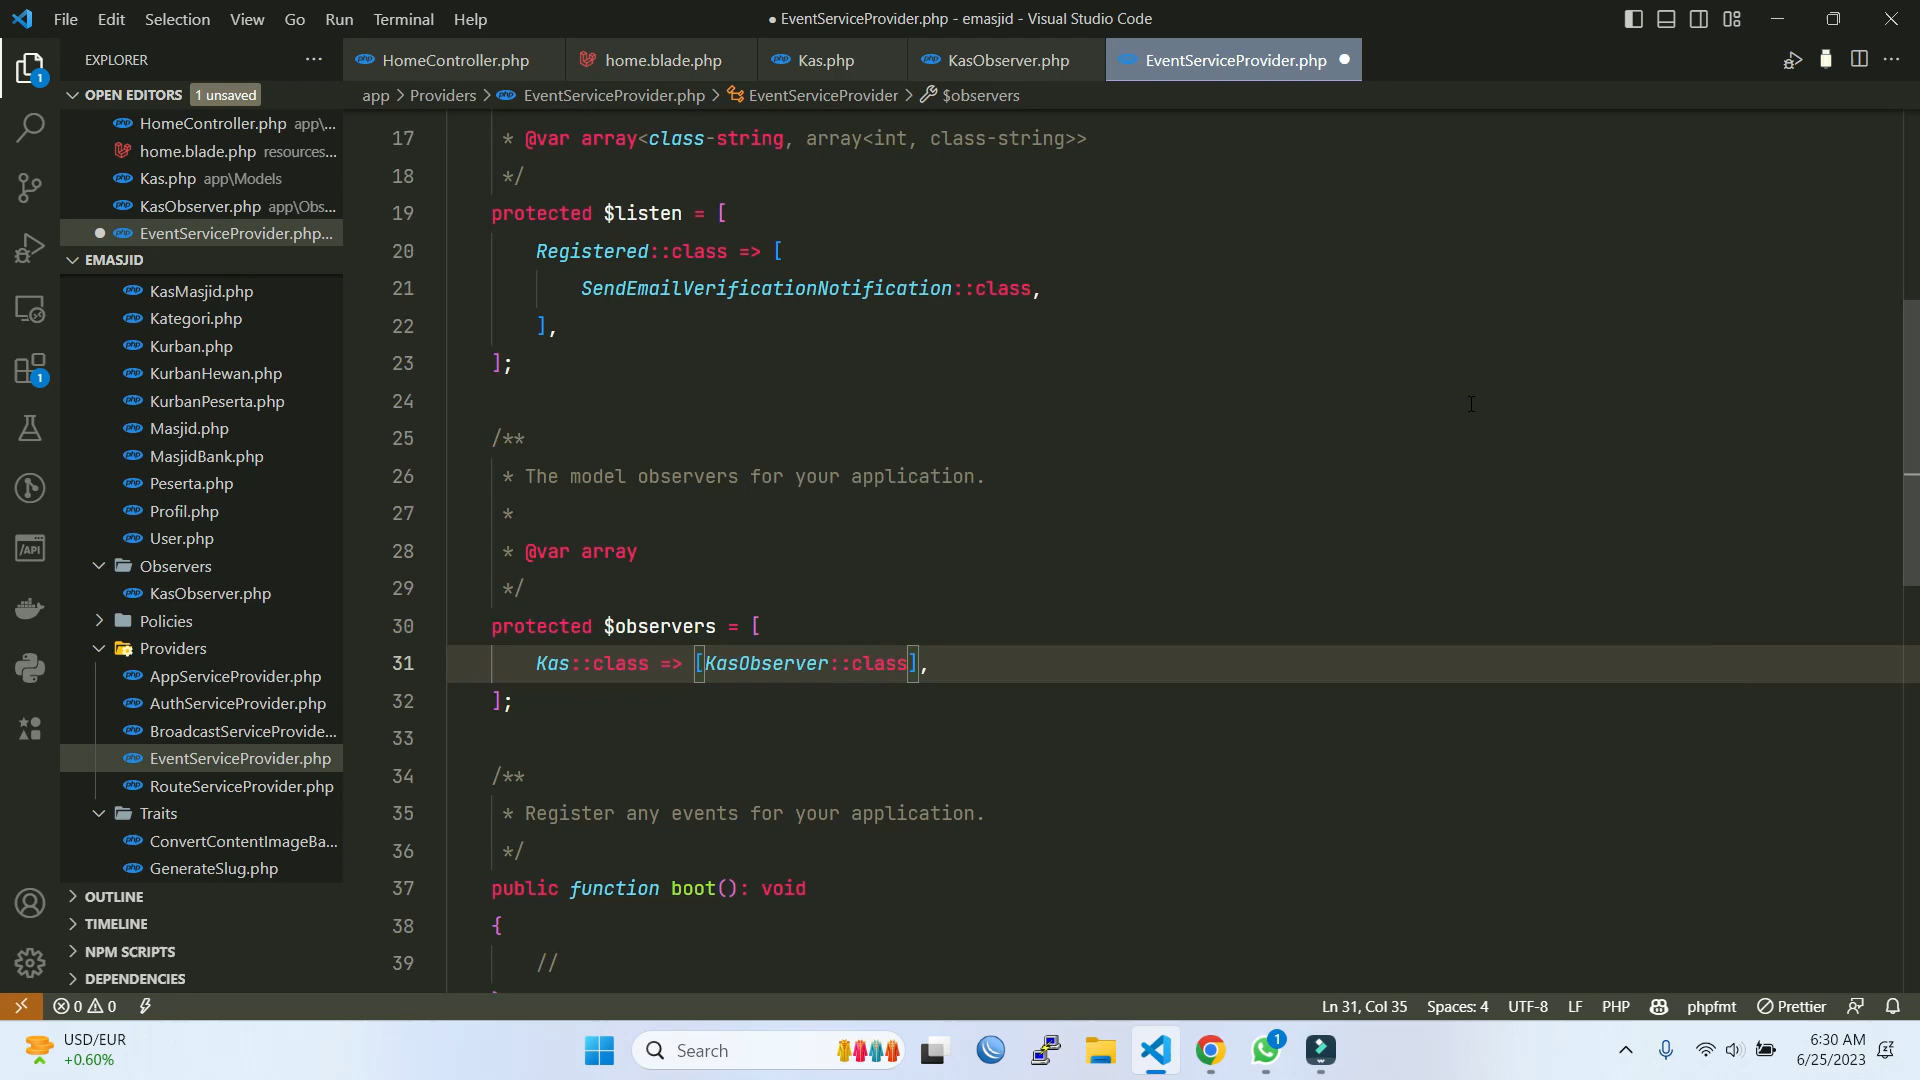 File Edit Selection View Go Run Terminal Help
● EventServiceProvider.php - emasjid - Visual Studio Code
EXPLORER
HomeController.php
home.blade.php
Kas.php
KasObserver.php
EventServiceProvider.php
OPEN EDITORS 1 unsaved
app > Providers > EventServiceProvider.php > EventServiceProvider > $observers
HomeController.php app\...
home.blade.php resources...
Kas.php app\Models
KasObserver.php app\Obs...
EventServiceProvider.php...
EMASJID
KasMasjid.php
Kategori.php
Kurban.php
KurbanHewan.php
KurbanPeserta.php
Masjid.php
MasjidBank.php
Peserta.php
Profil.php
User.php
Observers
KasObserver.php
Policies
Providers
AppServiceProvider.php
AuthServiceProvider.php
BroadcastServiceProvide...
EventServiceProvider.php
RouteServiceProvider.php
Traits
ConvertContentImageBa...
GenerateSlug.php
OUTLINE
TIMELINE
NPM SCRIPTS
DEPENDENCIES
17 * @var array<class-string, array<int, class-string>>
18 */
19 protected $listen = [
20 Registered::class => [
21 SendEmailVerificationNotification::class,
22 ],
23 ];
24
25 /**
26 * The model observers for your application.
27 *
28 * @var array
29 */
30 protected $observers = [
31 Kas::class => [KasObserver::class],
32 ];
33
34 /**
35 * Register any events for your application.
36 */
37 public function boot(): void
38 {
39 //
1
1
/API
0 0
Ln 31, Col 35 Spaces: 4 UTF-8 LF PHP phpfmt Prettier
USD/EUR
+0.60%
Search
1
6:30 AM
6/25/2023